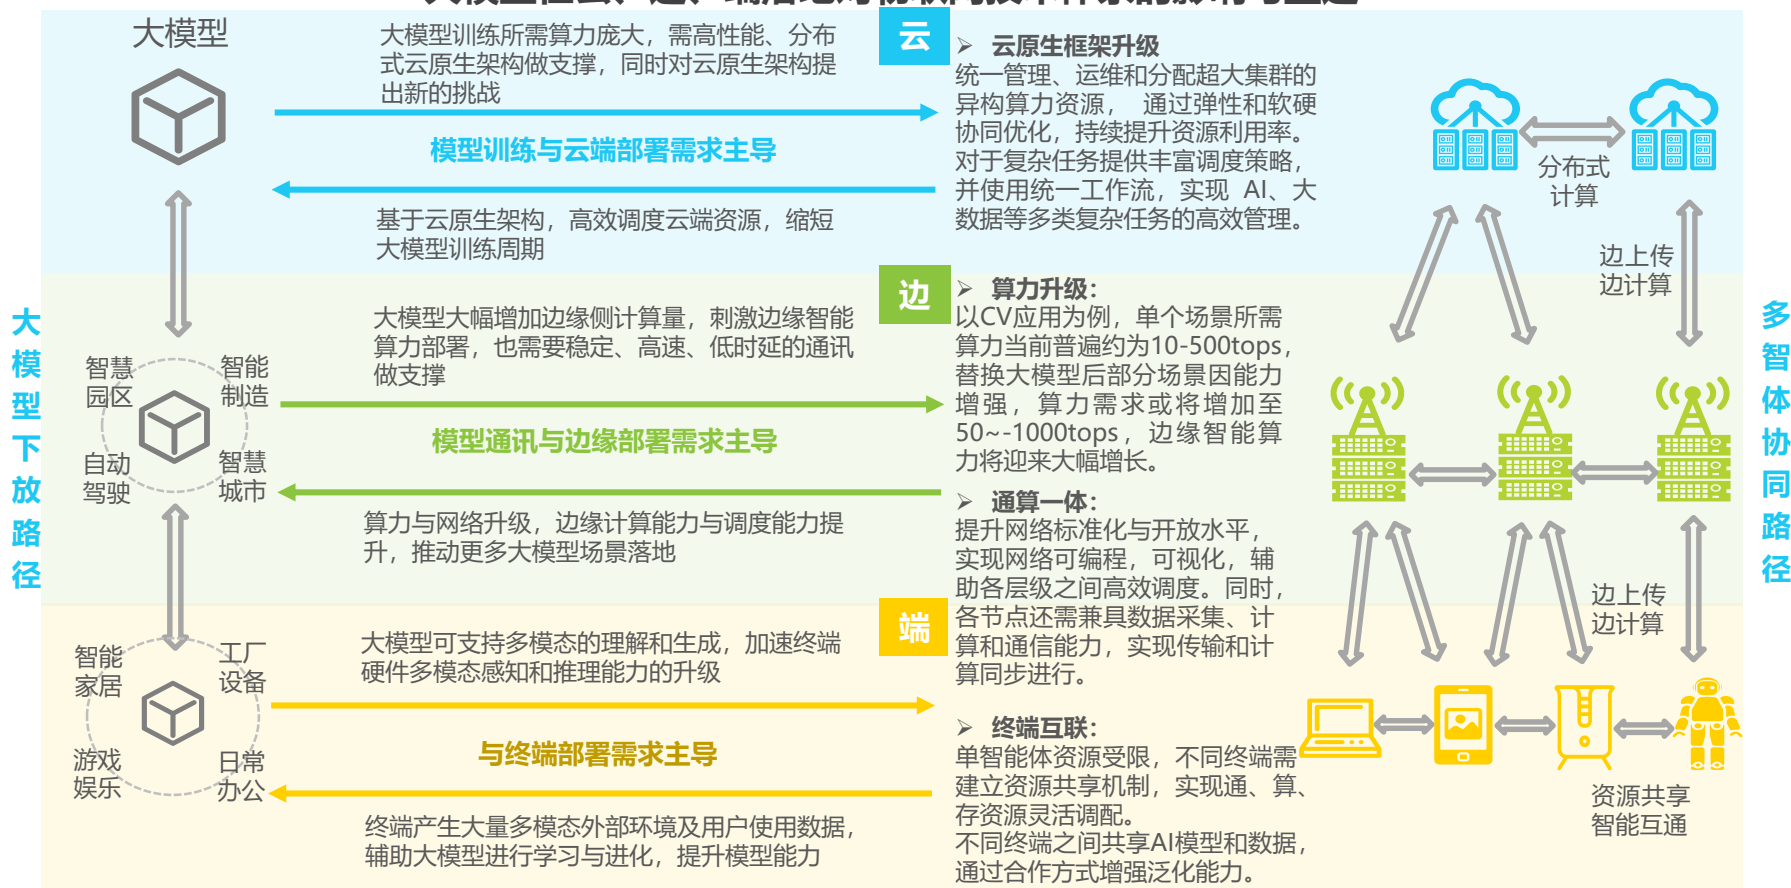 大模型在云、边、端落地对物联网技术体系的影响与重建
大模型
大模型训练所需算力庞大，需高性能、分布
式云原生架构做支撑，同时对云原生架构提
出新的挑战
模型训练与云端部署需求主导
基于云原生架构，高效调度云端资源，缩短
大模型训练周期
云
➢ 云原生框架升级
统一管理、运维和分配超大集群的
异构算力资源， 通过弹性和软硬
协同优化，持续提升资源利用率。
对于复杂任务提供丰富调度策略，
并使用统一工作流，实现 AI、大
数据等多类复杂任务的高效管理。
分布式
计算
边上传
边计算
大模型下放路径
智慧
园区
智能
制造
自动
驾驶
智慧
城市
大模型大幅增加边缘侧计算量，刺激边缘智能
算力部署，也需要稳定、高速、低时延的通讯
做支撑
模型通讯与边缘部署需求主导
算力与网络升级，边缘计算能力与调度能力提
升，推动更多大模型场景落地
边
➢ 算力升级：
以CV应用为例，单个场景所需
算力当前普遍约为10-500tops，
替换大模型后部分场景因能力
增强，算力需求或将增加至
50~-1000tops，边缘智能算
力将迎来大幅增长。
➢ 通算一体：
提升网络标准化与开放水平，
实现网络可编程，可视化，辅
助各层级之间高效调度。同时，
各节点还需兼具数据采集、计
算和通信能力，实现传输和计
算同步进行。
边上传
边计算
多智体协同路径
智能
家居
工厂
设备
游戏
娱乐
日常
办公
大模型可支持多模态的理解和生成，加速终端
硬件多模态感知和推理能力的升级
与终端部署需求主导
终端产生大量多模态外部环境及用户使用数据，
辅助大模型进行学习与进化，提升模型能力
端
➢ 终端互联：
单智能体资源受限，不同终端需
建立资源共享机制，实现通、算、
存资源灵活调配。
不同终端之间共享AI模型和数据，
通过合作方式增强泛化能力。
资源共享
智能互通